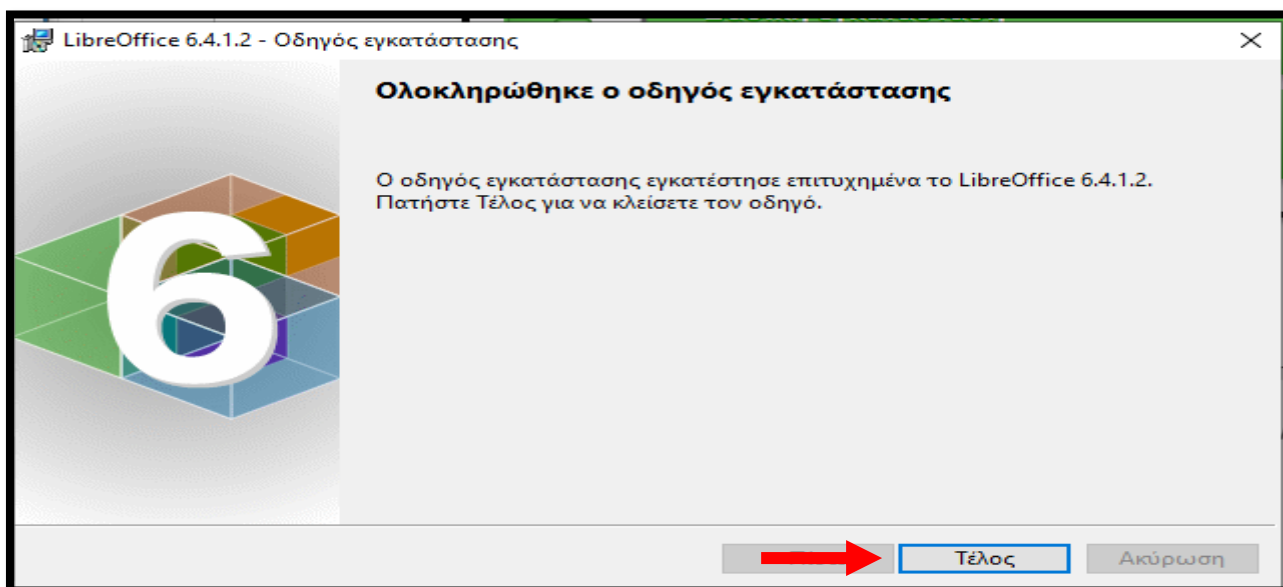 LibreOffice 6.4.1.2 - Οδηγός εγκατάστασης
Ολοκληρώθηκε ο οδηγός εγκατάστασης
Ο οδηγός εγκατάστασης εγκατέστησε επιτυχημένα το LibreOffice 6.4.1.2.
Πατήστε Τέλος για να κλείσετε τον οδηγό.
6
Τέλος Ακύρωση